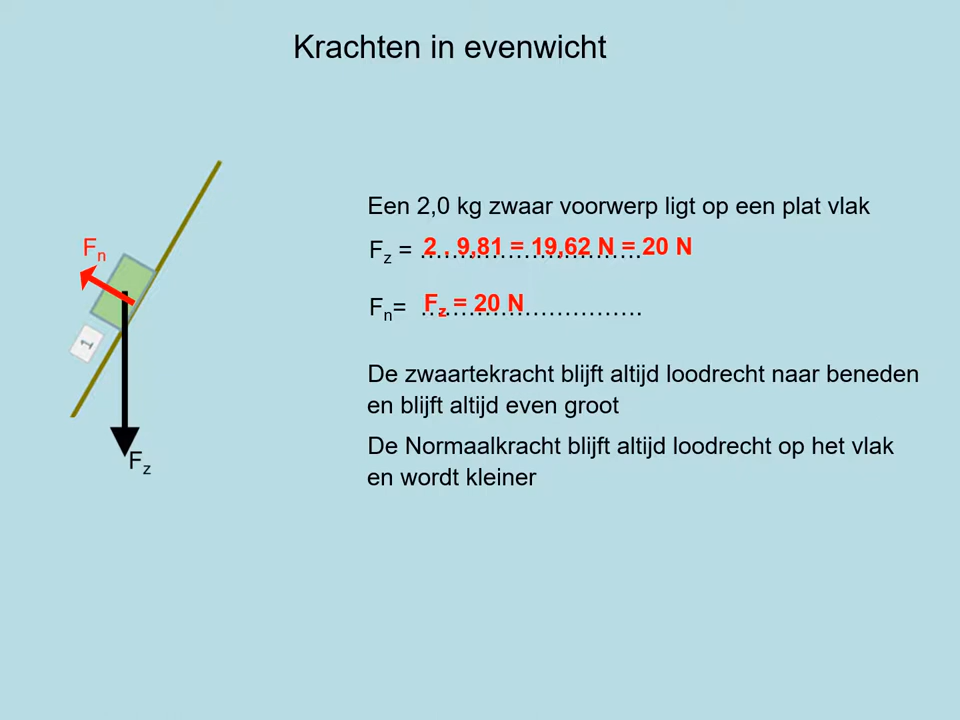 Krachten in evenwicht
Een 2,0 kg zwaar voorwerp ligt op een plat vlak
Fz = ……………………….
2 . 9,81 = 19,62 N = 20 N
Fn= ……………………….
Fz = 20 N
De zwaartekracht blijft altijd loodrecht naar beneden
en blijft altijd even groot
De Normaalkracht blijft altijd loodrecht op het vlak
en wordt kleiner
Fn
1
Fz